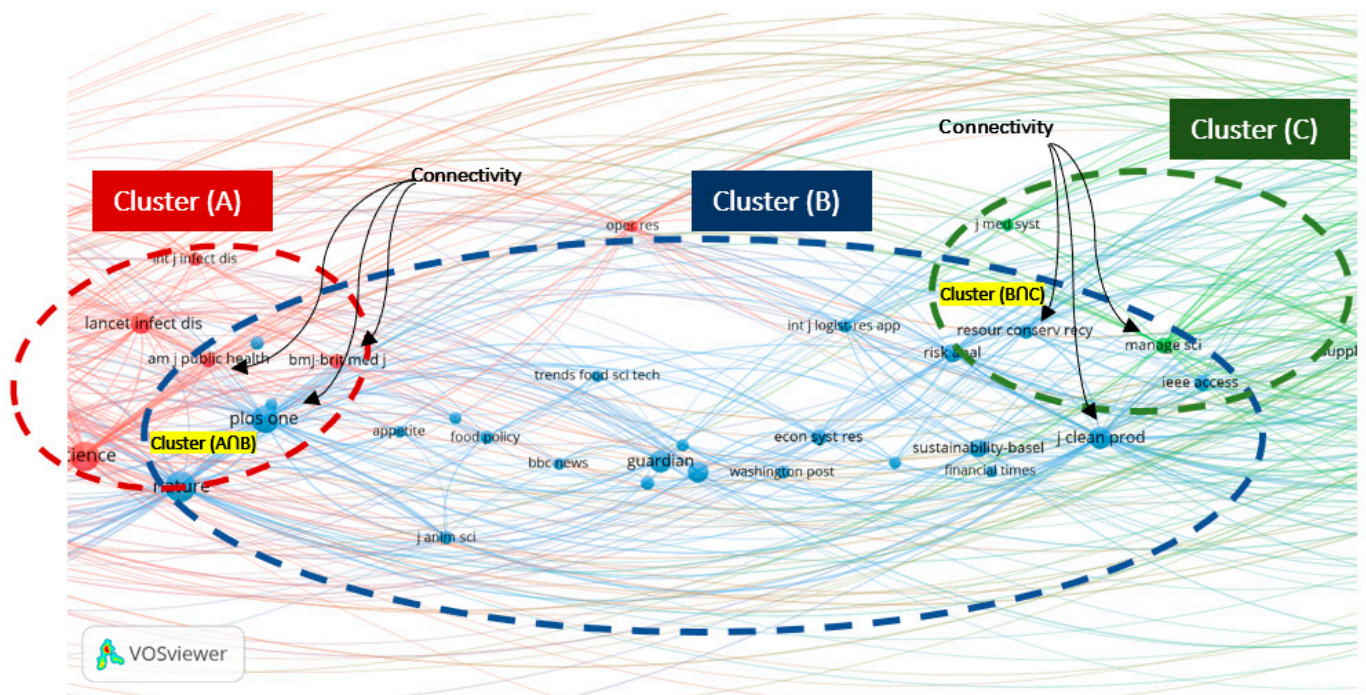 Cluster (C)
Connectivity
Cluster (A)
Connectivity
Cluster (B)
oper res
j med syst
int j infect dis
Cluster (B∩C)
lancet infect dis
int j logist res app
resour conserv recy
am j public health
bmj-brit med j
risk anal
manage sci
suppl
trends food sci tech
ieee access
plos one
Cluster (A∩B)
appetite
food policy
econ syst res
j clean prod
cience
bbc news
guardian
washington post
sustainability-basel
financial times
nature
j anim sci
VOSviewer